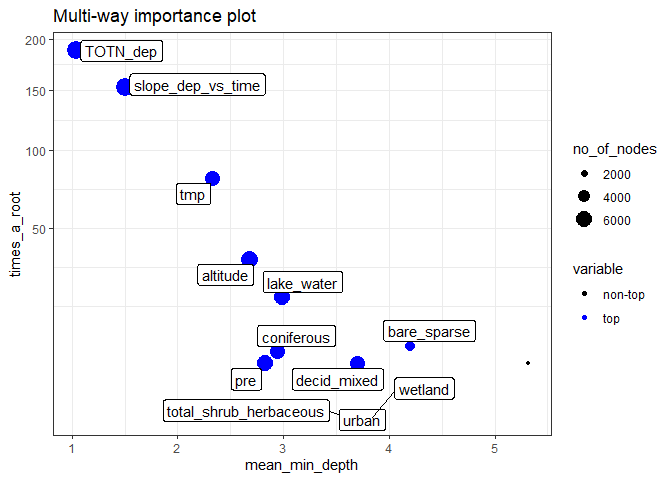 Multi-way importance plot
200
150
100
50
times_a_root
TOTN_dep
slope_dep_vs_time
tmp
altitude
lake_water
coniferous
bare_sparse
pre
decid_mixed
wetland
total_shrub_herbaceous
urban
1
2
3
4
5
mean_min_depth
no_of_nodes
2000
4000
6000
variable
non-top
top